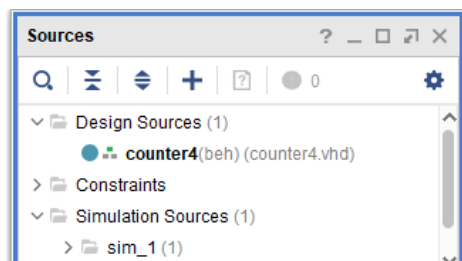 Sources
0
Design Sources (1)
counter4(beh) (counter4.vhd)
Constraints
Simulation Sources (1)
sim_1 (1)